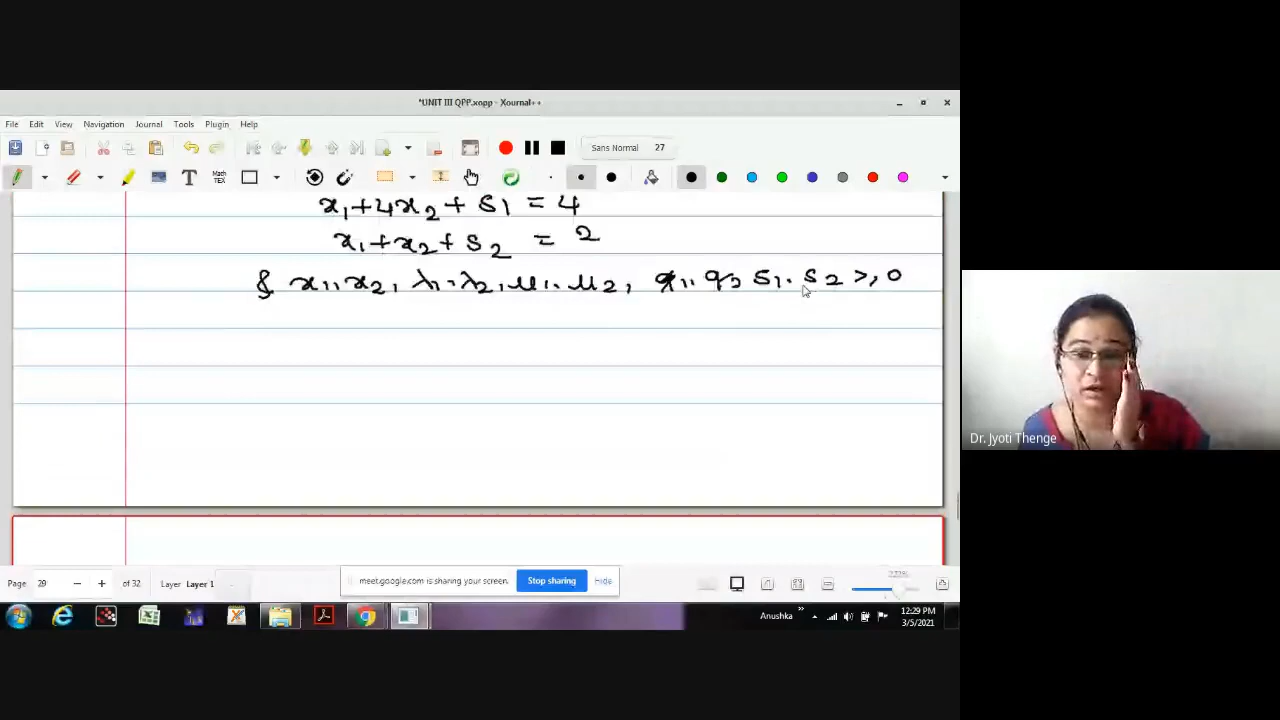 *UNIT III QPP.xopp - Xournal++
File Edit View Navigation Journal Tools Plugin Help
Sans Normal 27
T Math TEX
x₁+4x₂ + S₁ = 4
x₁+x₂ + S₂ = 2
& x₁, x₂, λ₁, λ₂, μ₁, μ₂, q₁, q₂ S₁, S₂ ≥ 0
Dr. Jyoti Thenge
Page 29 of 32 Layer Layer 1
meet.google.com is sharing your screen. Stop sharing Hide
Anushka 12:29 PM
3/5/2021